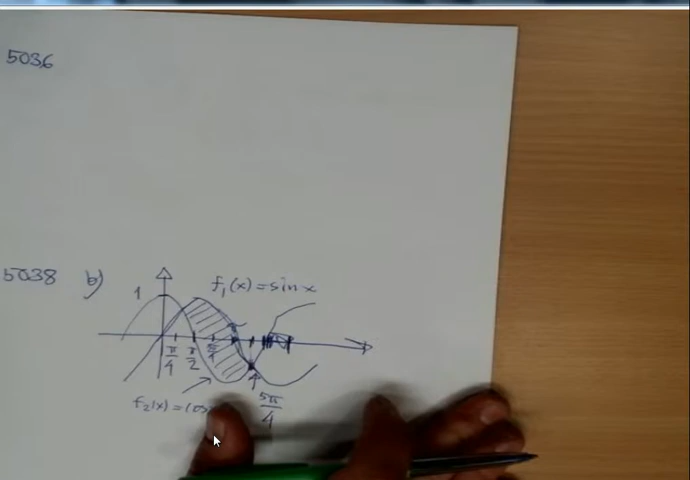 5036
5038 b)
f₁(x) = sin x
1
π/4 π/2
5π/4
f₂(x) = cos